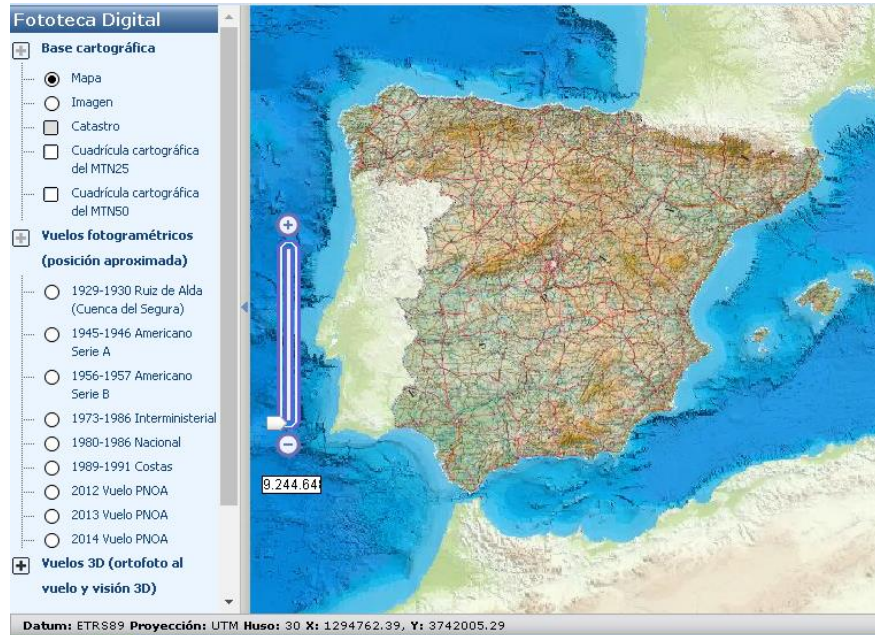 Fototeca Digital
Base cartográfica
Mapa
Imagen
Catastro
Cuadrícula cartográfica
del MTN25
Cuadrícula cartográfica
del MTN50
Vuelos fotogramétricos
(posición aproximada)
1929-1930 Ruiz de Alda
(Cuenca del Segura)
1945-1946 Americano
Serie A
1956-1957 Americano
Serie B
1973-1986 Interministerial
1980-1986 Nacional
1989-1991 Costas
2012 Vuelo PNOA
2013 Vuelo PNOA
2014 Vuelo PNOA
Vuelos 3D (ortofoto al
vuelo y visión 3D)
9.244.64
Datum: ETRS89 Proyección: UTM Huso: 30 X: 1294762.39, Y: 3742005.29